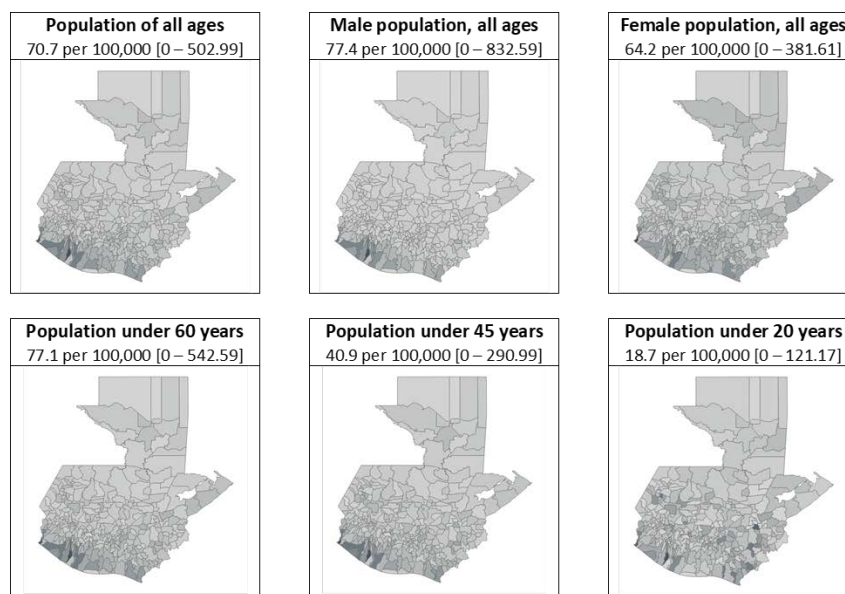 Population of all ages
70.7 per 100,000 [0 – 502.99]
Male population, all ages
77.4 per 100,000 [0 – 832.59]
Female population, all ages
64.2 per 100,000 [0 – 381.61]
Population under 60 years
77.1 per 100,000 [0 – 542.59]
Population under 45 years
40.9 per 100,000 [0 – 290.99]
Population under 20 years
18.7 per 100,000 [0 – 121.17]